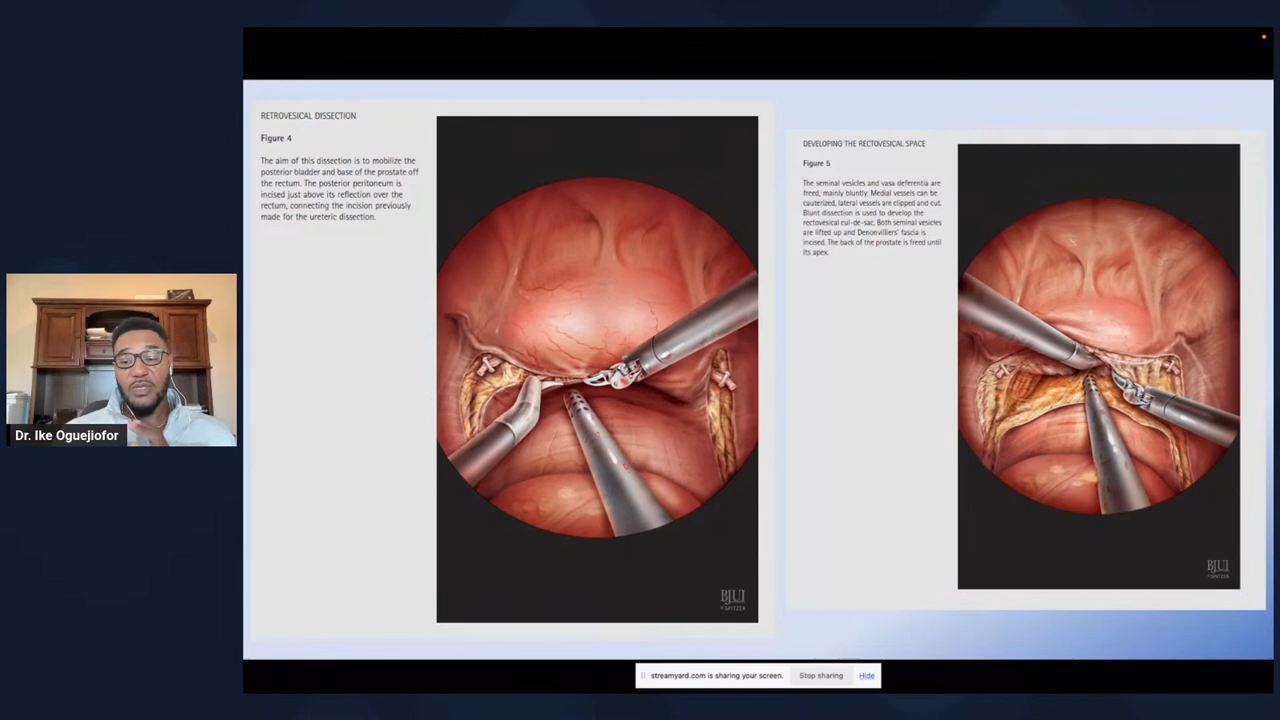 RETROVESICAL DISSECTION
Figure 4
The aim of this dissection is to mobilize the
posterior bladder and base of the prostate off
the rectum. The posterior peritoneum is
incised just above its reflection over the
rectum, connecting the incision previously
made for the ureteric dissection.
BJUI
SPITZER
DEVELOPING THE RECTOVESICAL SPACE
Figure 5
The seminal vesicles and vasa deferentia are
freed, mainly bluntly. Medial vessels can be
cauterized, lateral vessels are clipped and cut.
Blunt dissection is used to develop the
rectovesical cul-de-sac. Both seminal vesicles
are lifted up and Denonvilliers' fascia is
incised. The back of the prostate is freed until
its apex.
BJUI
SPITZER
Dr. Ike Oguejiofor
streamyard.com is sharing your screen.
Stop sharing
Hide